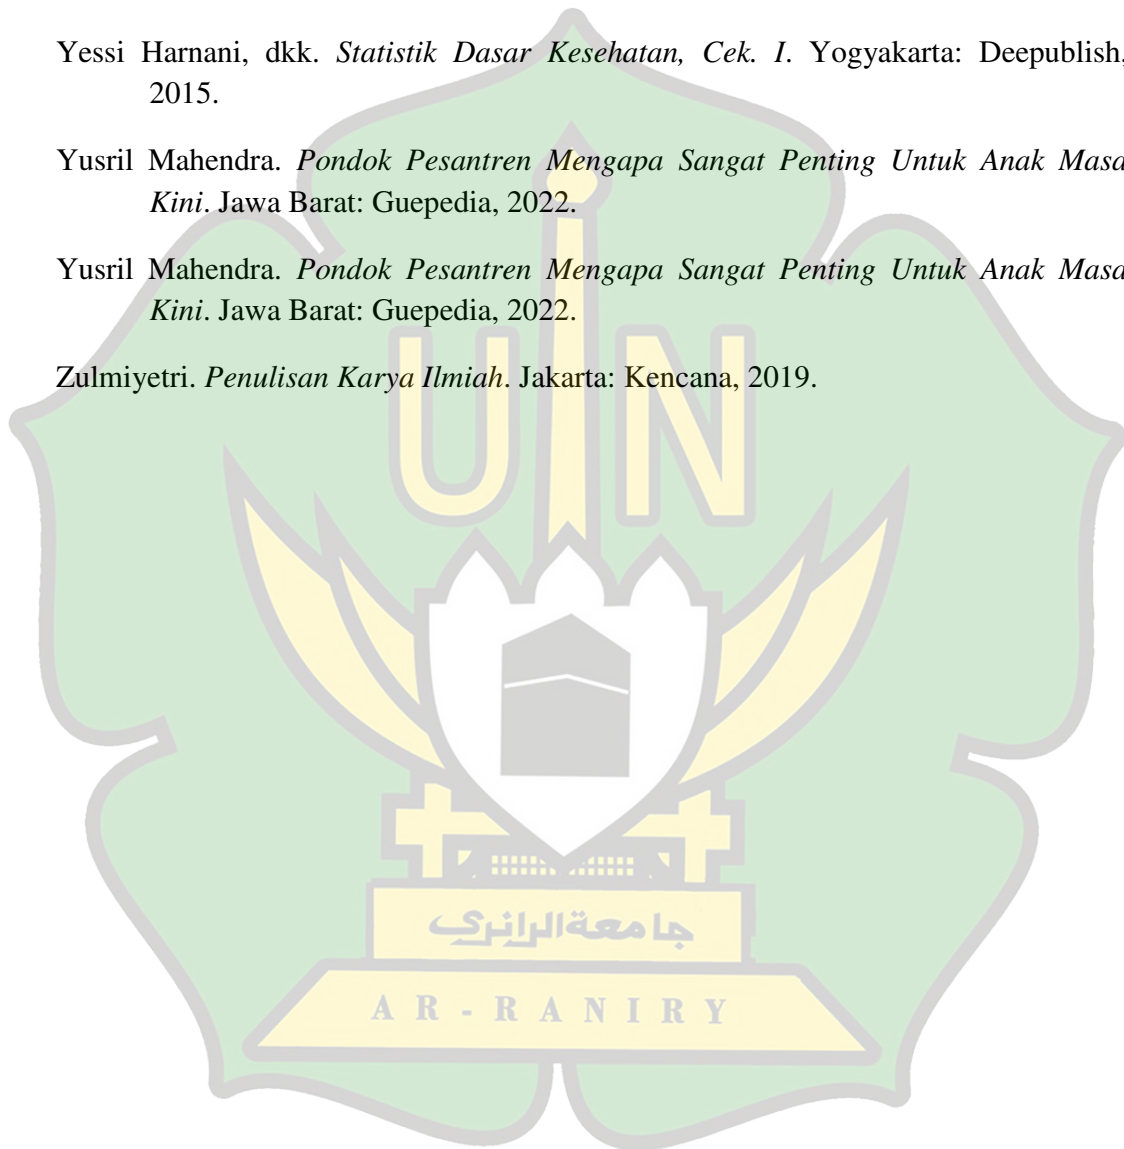 Yessi Harnani, dkk. Statistik Dasar Kesehatan, Cek. I. Yogyakarta: Deepublish,
2015.
Yusril Mahendra. Pondok Pesantren Mengapa Sangat Penting Untuk Anak Masa
Kini. Jawa Barat: Guepedia, 2022.
Yusril Mahendra. Pondok Pesantren Mengapa Sangat Penting Untuk Anak Masa
Kini. Jawa Barat: Guepedia, 2022.
Zulmiyetri. Penulisan Karya Ilmiah. Jakarta: Kencana, 2019.
UIN
جامعة الرانري
AR-RANIRY